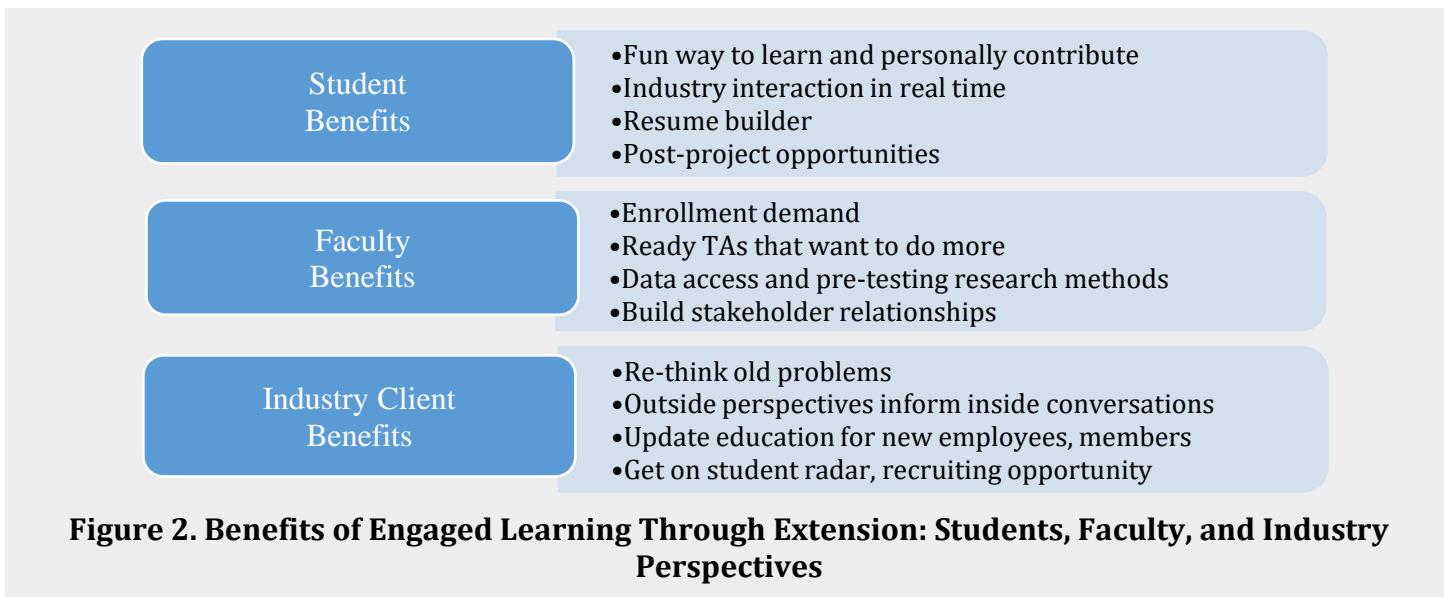 Student
Benefits
•Fun way to learn and personally contribute
•Industry interaction in real time
•Resume builder
•Post-project opportunities
Faculty
Benefits
•Enrollment demand
•Ready TAs that want to do more
•Data access and pre-testing research methods
•Build stakeholder relationships
Industry Client
Benefits
•Re-think old problems
•Outside perspectives inform inside conversations
•Update education for new employees, members
•Get on student radar, recruiting opportunity
Figure 2. Benefits of Engaged Learning Through Extension: Students, Faculty, and Industry
Perspectives